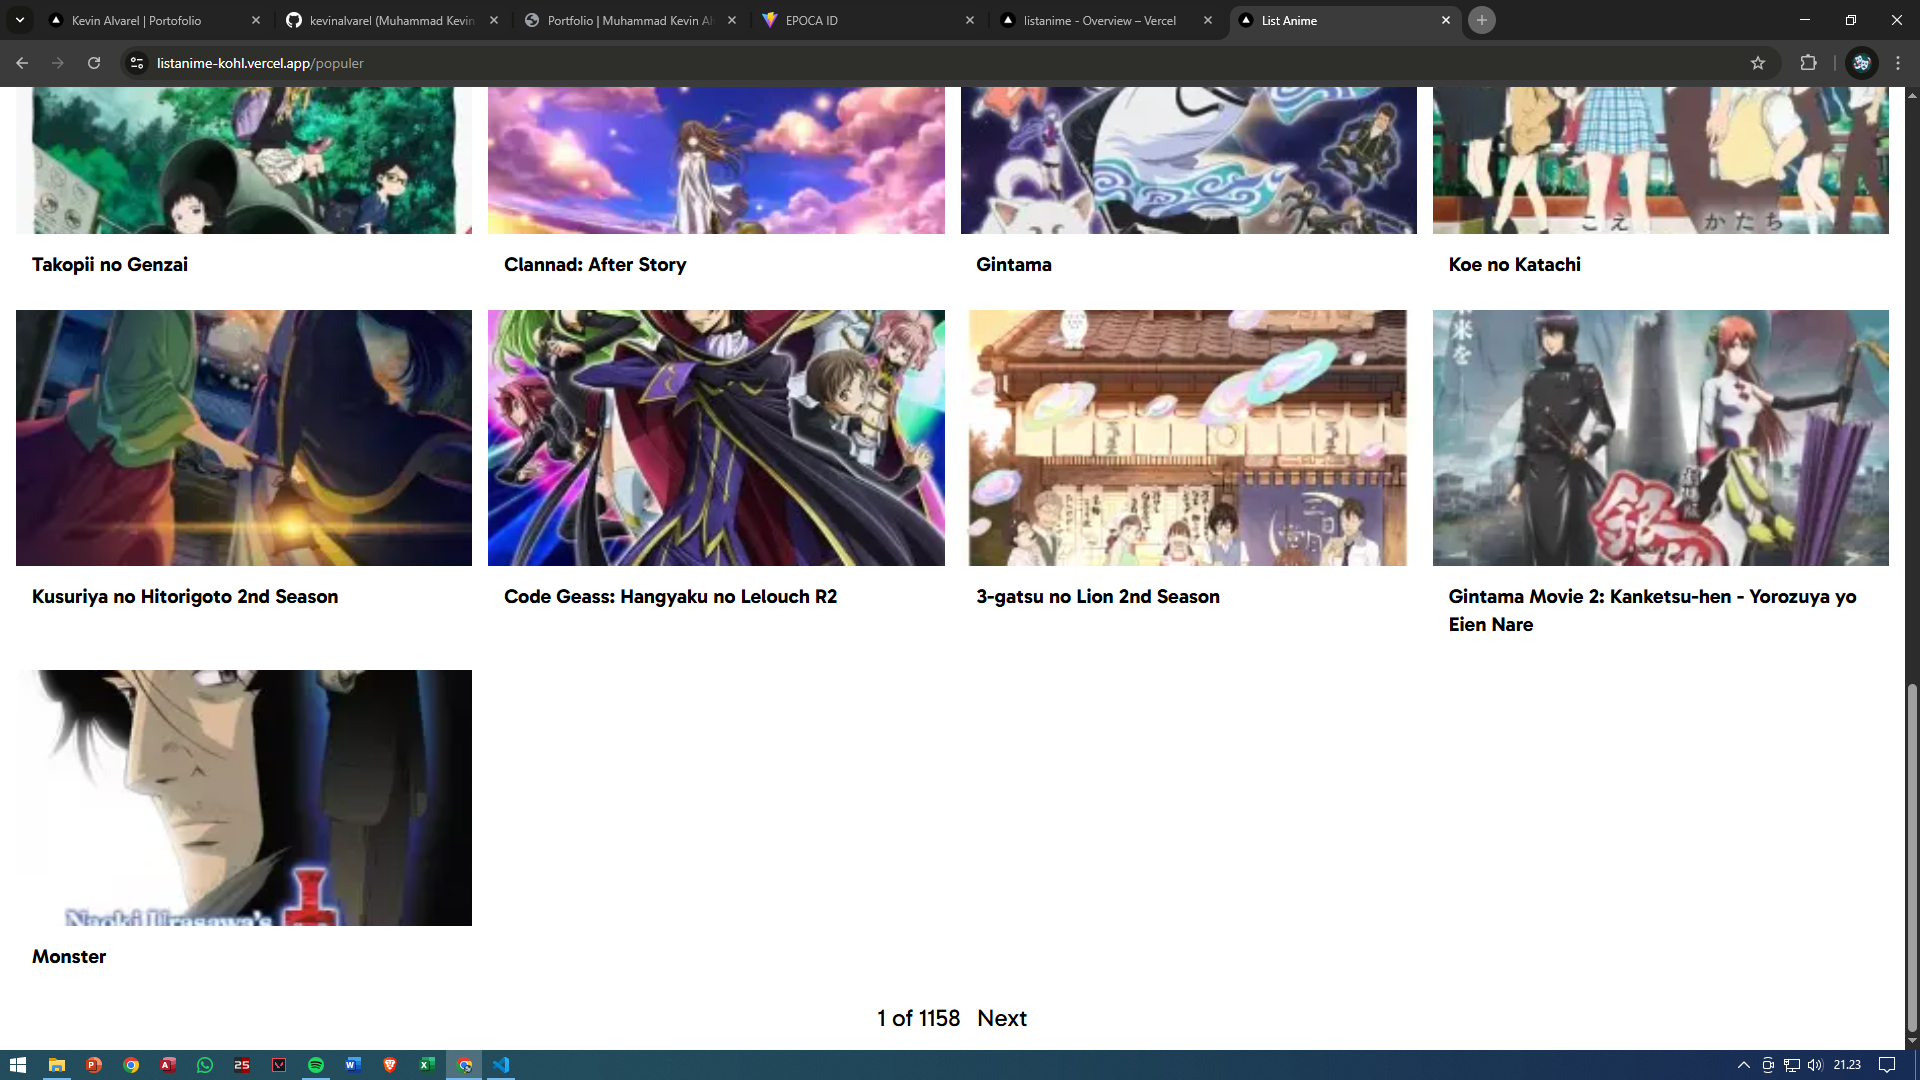 Kevin Alvarel | Portofolio
kevinalvarel (Muhammad Kevin
Portfolio | Muhammad Kevin Al
EPOCA ID
listanime - Overview – Vercel
List Anime
listanime-kohl.vercel.app/populer
こえ かたち
Takopii no Genzai
Clannad: After Story
Gintama
Koe no Katachi
来を
Kusuriya no Hitorigoto 2nd Season
Code Geass: Hangyaku no Lelouch R2
3-gatsu no Lion 2nd Season
Gintama Movie 2: Kanketsu-hen - Yorozuya yo
Eien Nare
Naoki Urasawa's
Monster
1 of 1158 Next
25
21.23